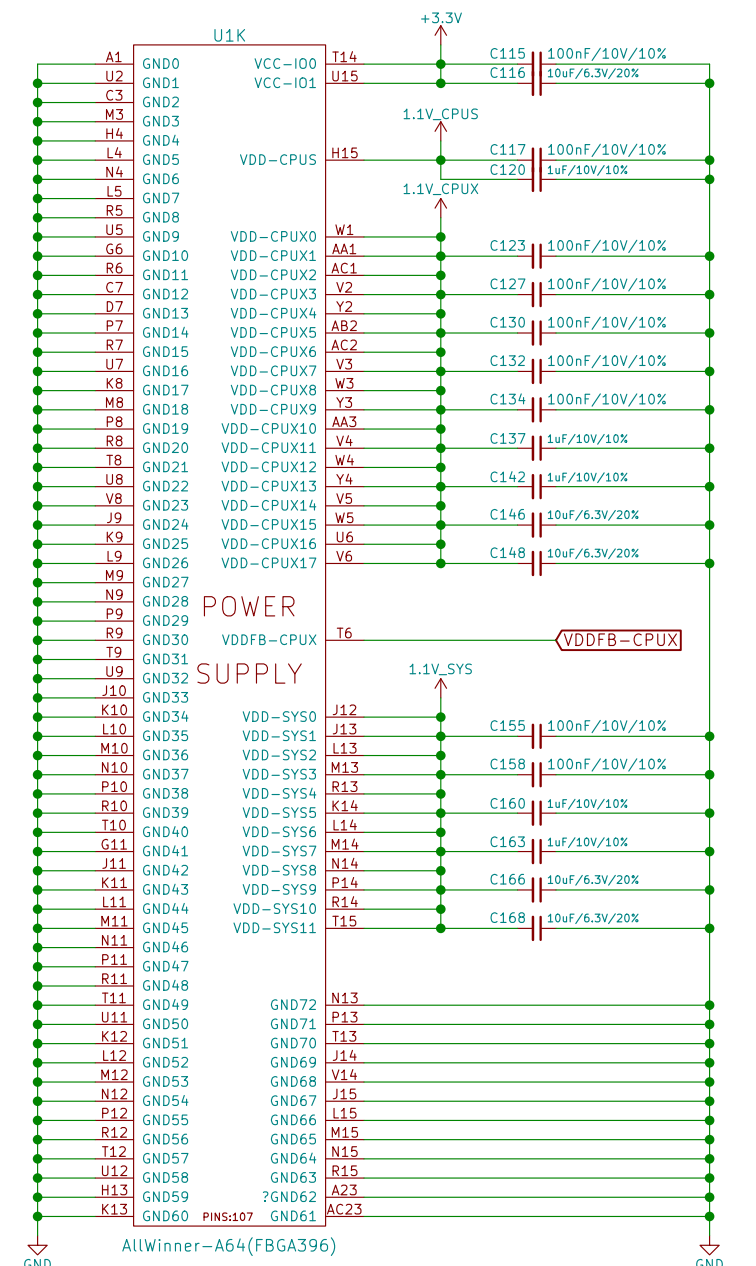 +3.3V
U1K
A1 GND0 VCC-IO0 T14 C115 100nF/10V/10%
U2 GND1 VCC-IO1 U15 C116 10uF/6.3V/20%
C3 GND2
M3 GND3
1.1V_CPUS
H4 GND4
L4 GND5 VDD-CPUS H15 C117 100nF/10V/10%
N4 GND6 C120 1uF/10V/10%
1.1V_CPUX
L5 GND7
R5 GND8
U5 GND9 VDD-CPUX0 W1
G6 GND10 VDD-CPUX1 AA1 C123 100nF/10V/10%
R6 GND11 VDD-CPUX2 AC1
C7 GND12 VDD-CPUX3 V2 C127 100nF/10V/10%
D7 GND13 VDD-CPUX4 Y2
P7 GND14 VDD-CPUX5 AB2 C130 100nF/10V/10%
R7 GND15 VDD-CPUX6 AC2
U7 GND16 VDD-CPUX7 V3 C132 100nF/10V/10%
K8 GND17 VDD-CPUX8 W3
M8 GND18 VDD-CPUX9 Y3 C134 100nF/10V/10%
P8 GND19 VDD-CPUX10 AA3
R8 GND20 VDD-CPUX11 V4 C137 1uF/10V/10%
T8 GND21 VDD-CPUX12 W4
U8 GND22 VDD-CPUX13 Y4 C142 1uF/10V/10%
V8 GND23 VDD-CPUX14 V5
J9 GND24 VDD-CPUX15 W5 C146 10uF/6.3V/20%
K9 GND25 VDD-CPUX16 U6
L9 GND26 VDD-CPUX17 V6 C148 10uF/6.3V/20%
M9 GND27
N9 GND28
POWER
P9 GND29
R9 GND30 VDDFB-CPUX T6 VDDFB-CPUX
T9 GND31
U9 GND32
SUPPLY
1.1V_SYS
J10 GND33
K10 GND34 VDD-SYS0 J12
L10 GND35 VDD-SYS1 J13 C155 100nF/10V/10%
M10 GND36 VDD-SYS2 L13
N10 GND37 VDD-SYS3 M13 C158 100nF/10V/10%
P10 GND38 VDD-SYS4 R13
R10 GND39 VDD-SYS5 K14 C160 1uF/10V/10%
T10 GND40 VDD-SYS6 L14
G11 GND41 VDD-SYS7 M14 C163 1uF/10V/10%
J11 GND42 VDD-SYS8 N14
K11 GND43 VDD-SYS9 P14 C166 10uF/6.3V/20%
L11 GND44 VDD-SYS10 R14
M11 GND45 VDD-SYS11 T15 C168 10uF/6.3V/20%
N11 GND46
P11 GND47
R11 GND48
T11 GND49 GND72 N13
U11 GND50 GND71 P13
K12 GND51 GND70 T13
L12 GND52 GND69 J14
M12 GND53 GND68 V14
N12 GND54 GND67 J15
P12 GND55 GND66 L15
R12 GND56 GND65 M15
T12 GND57 GND64 N15
U12 GND58 GND63 R15
H13 GND59 ?GND62 A23
K13 GND60 PINS:107 GND61 AC23
AllWinner-A64(FBGA396)
GND GND